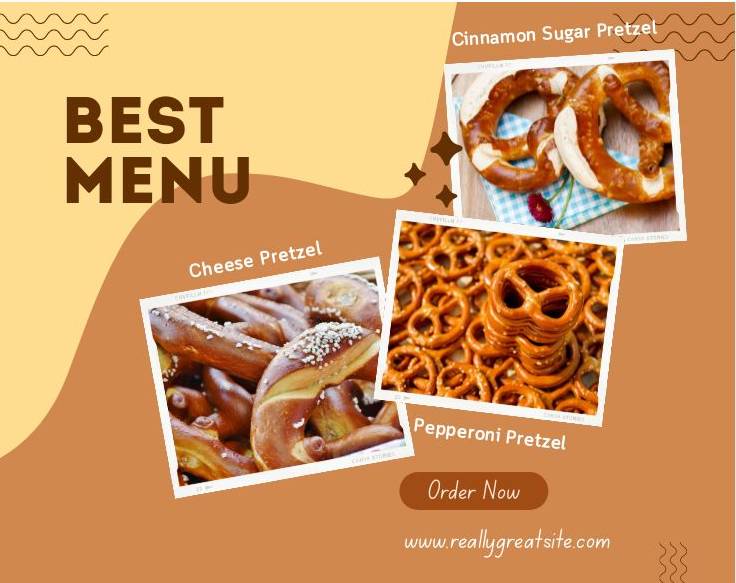 Cinnamon Sugar Pretzel
BEST
MENU
Cheese Pretzel
Pepperoni Pretzel
Order Now
www.reallygreatsite.com